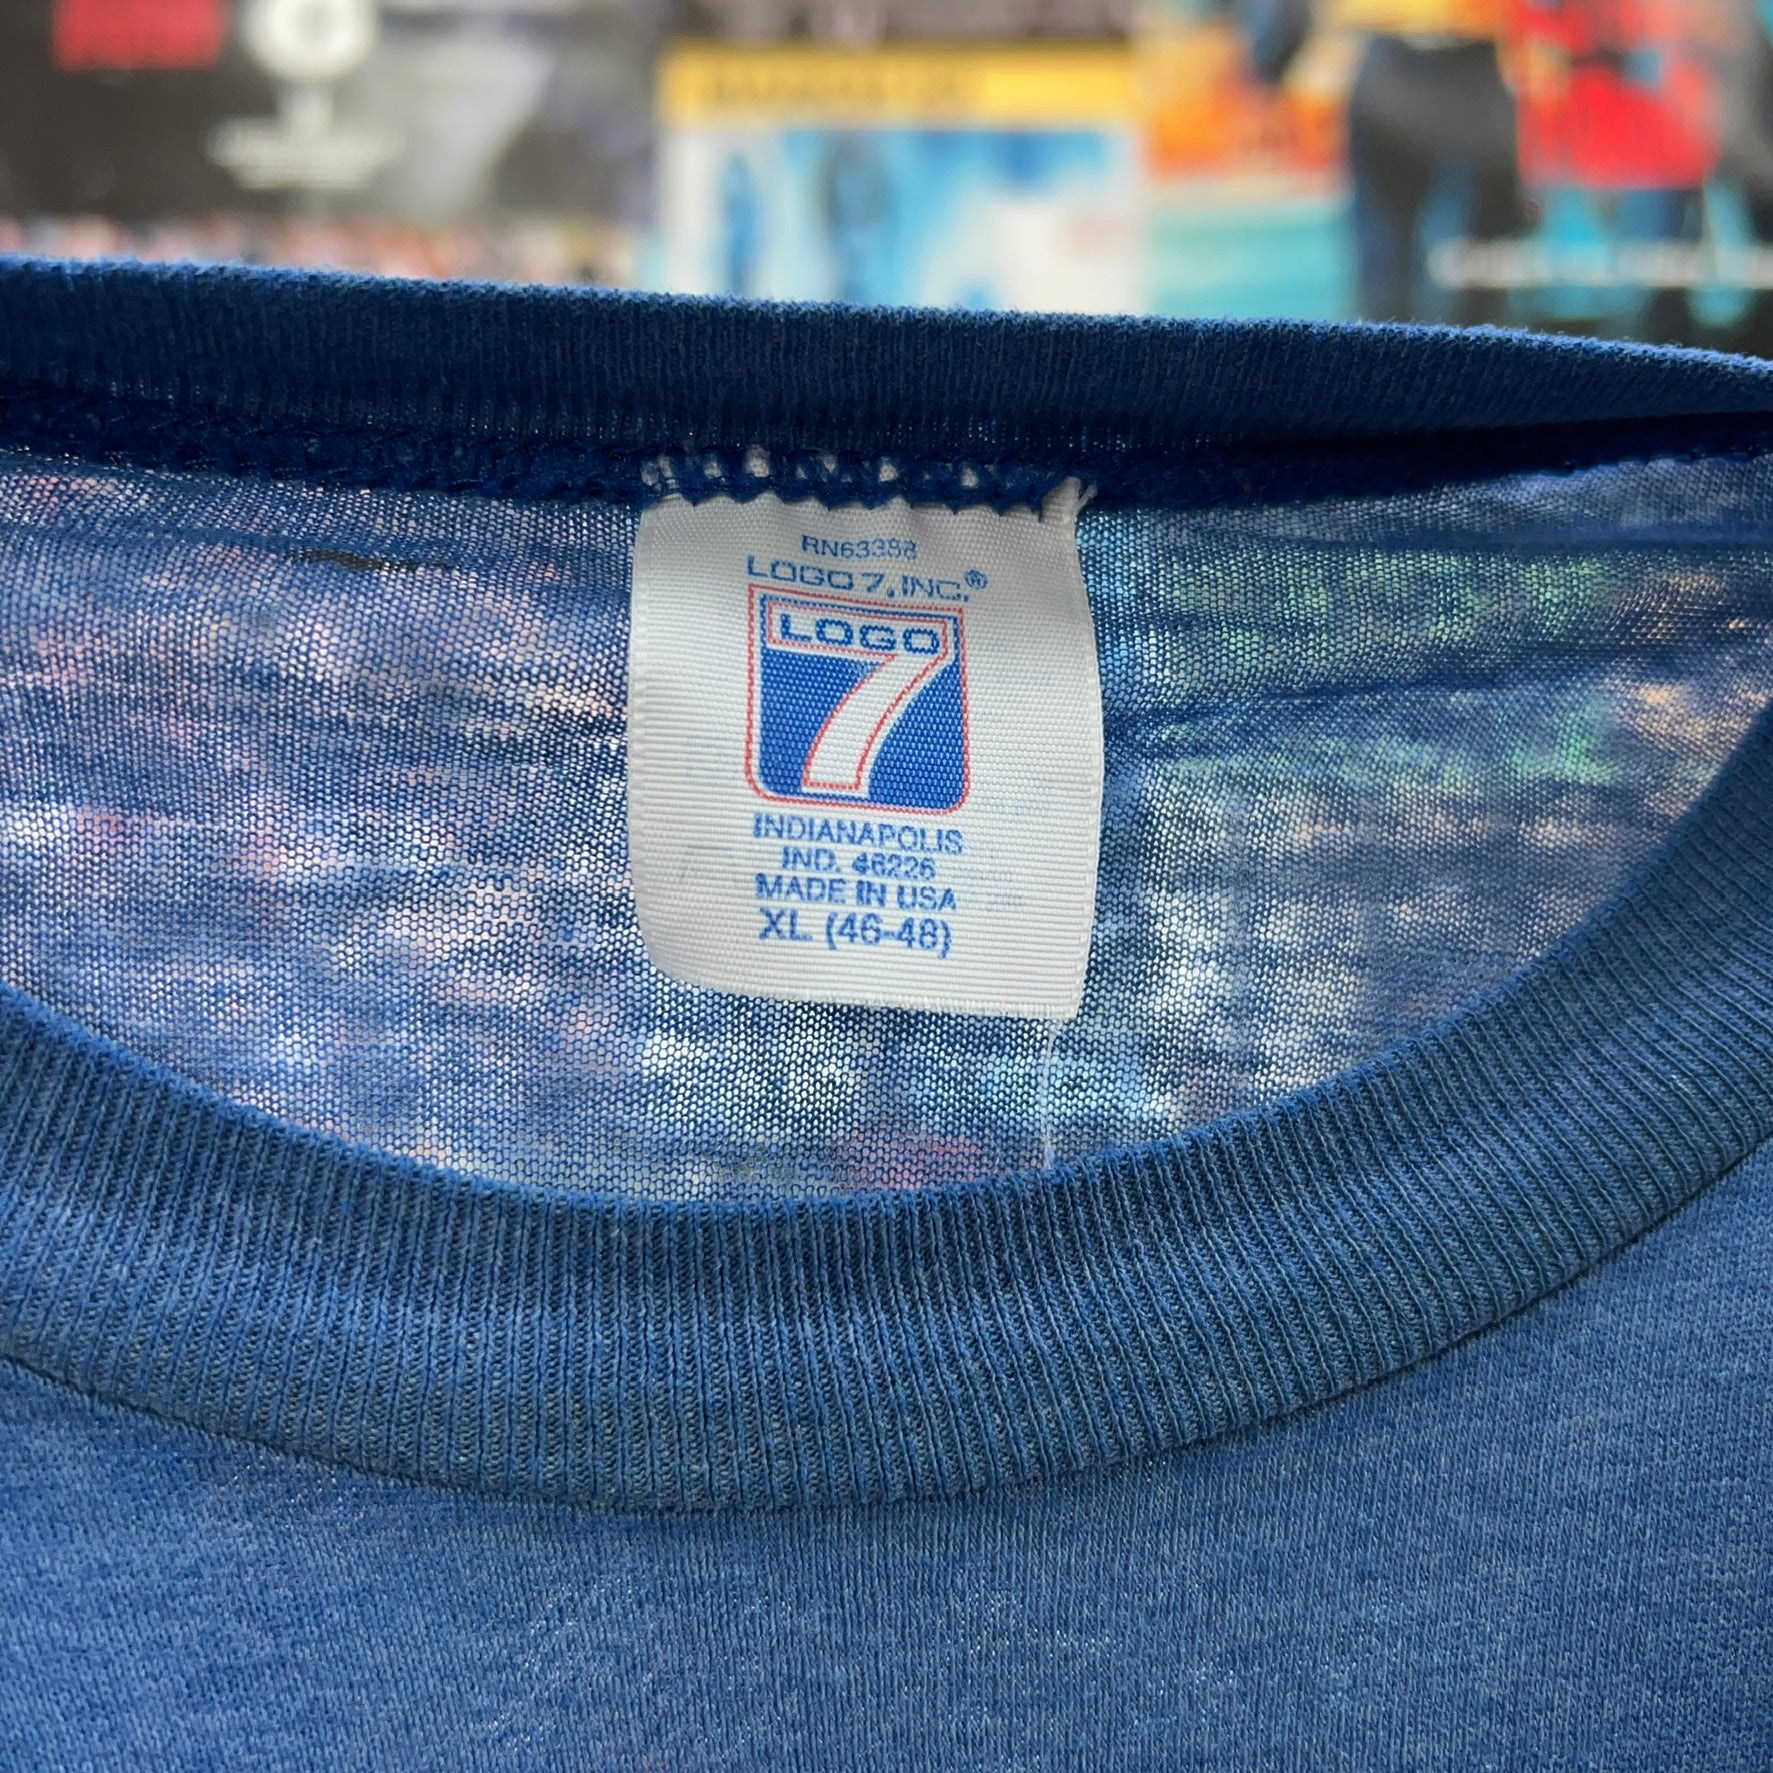 RN63388
LOGO 7, INC.®
LOGO
7
INDIANAPOLIS
IND. 46226
MADE IN USA
XL (46-48)